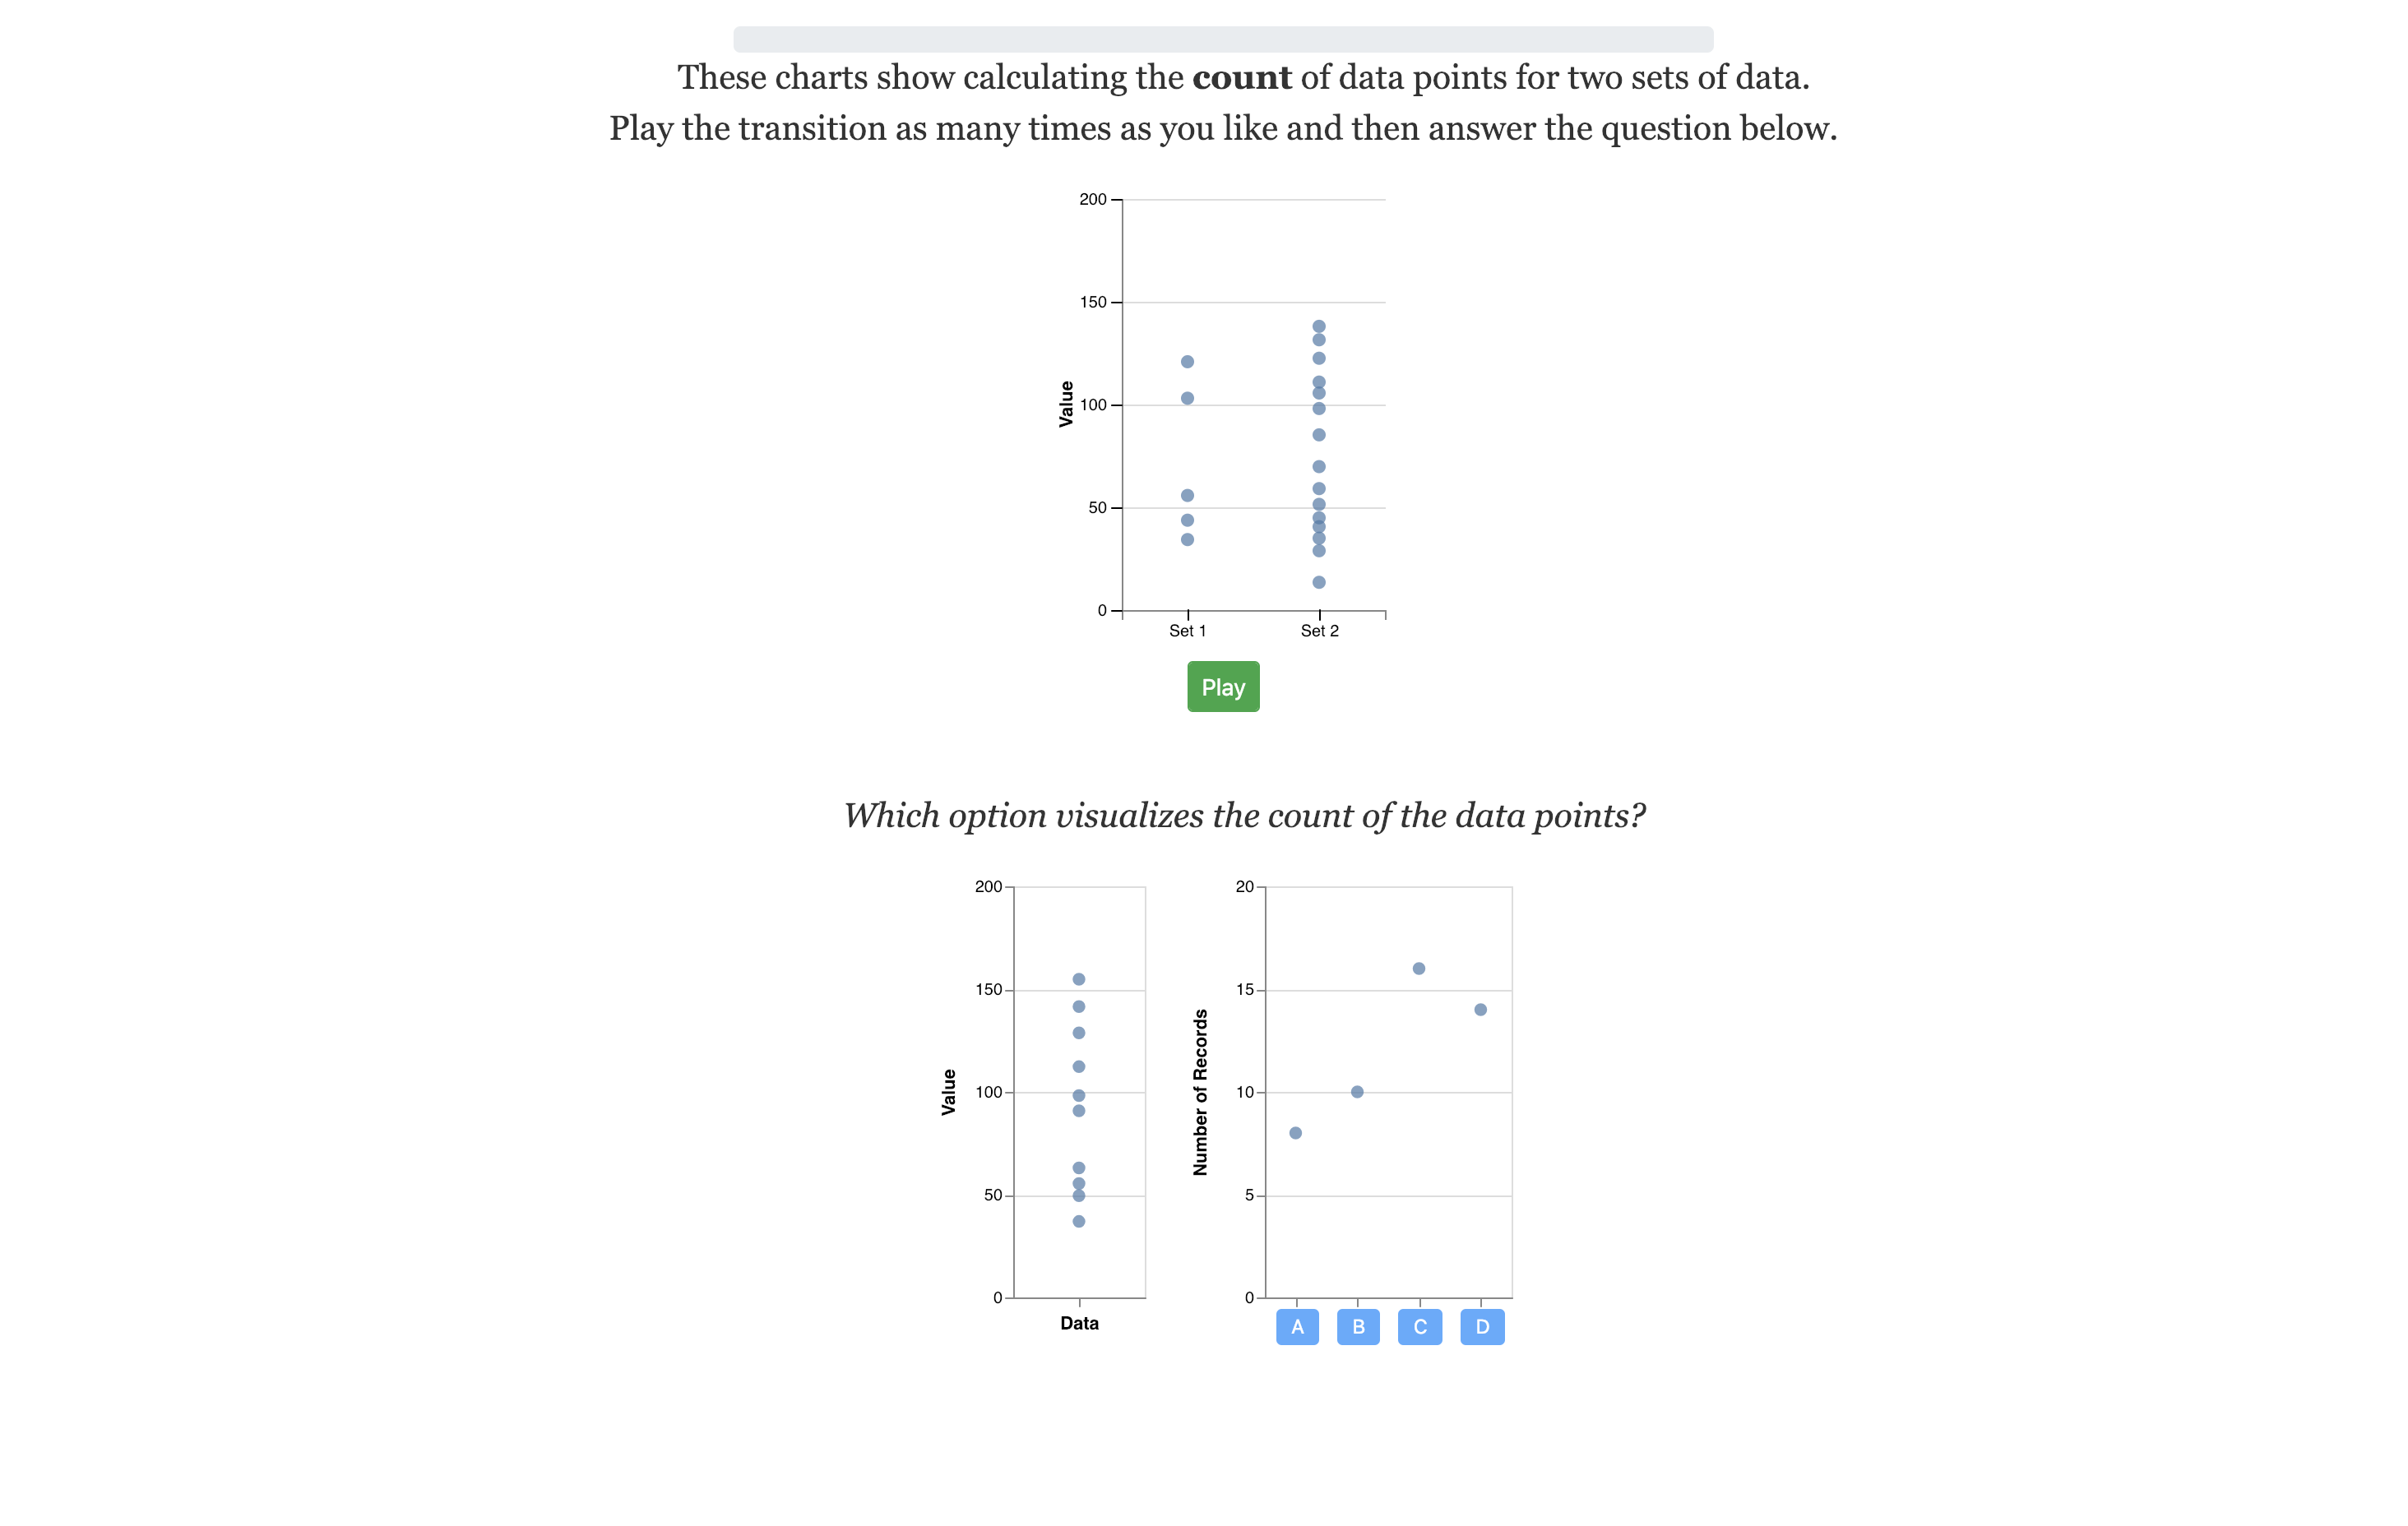 These charts show calculating the count of data points for two sets of data.
Play the transition as many times as you like and then answer the question below.
200
150
100
50
0
Value
Set 1 Set 2
Play
Which option visualizes the count of the data points?
200
150
100
50
0
Value
Data
20
15
10
5
0
Number of Records
A B C D